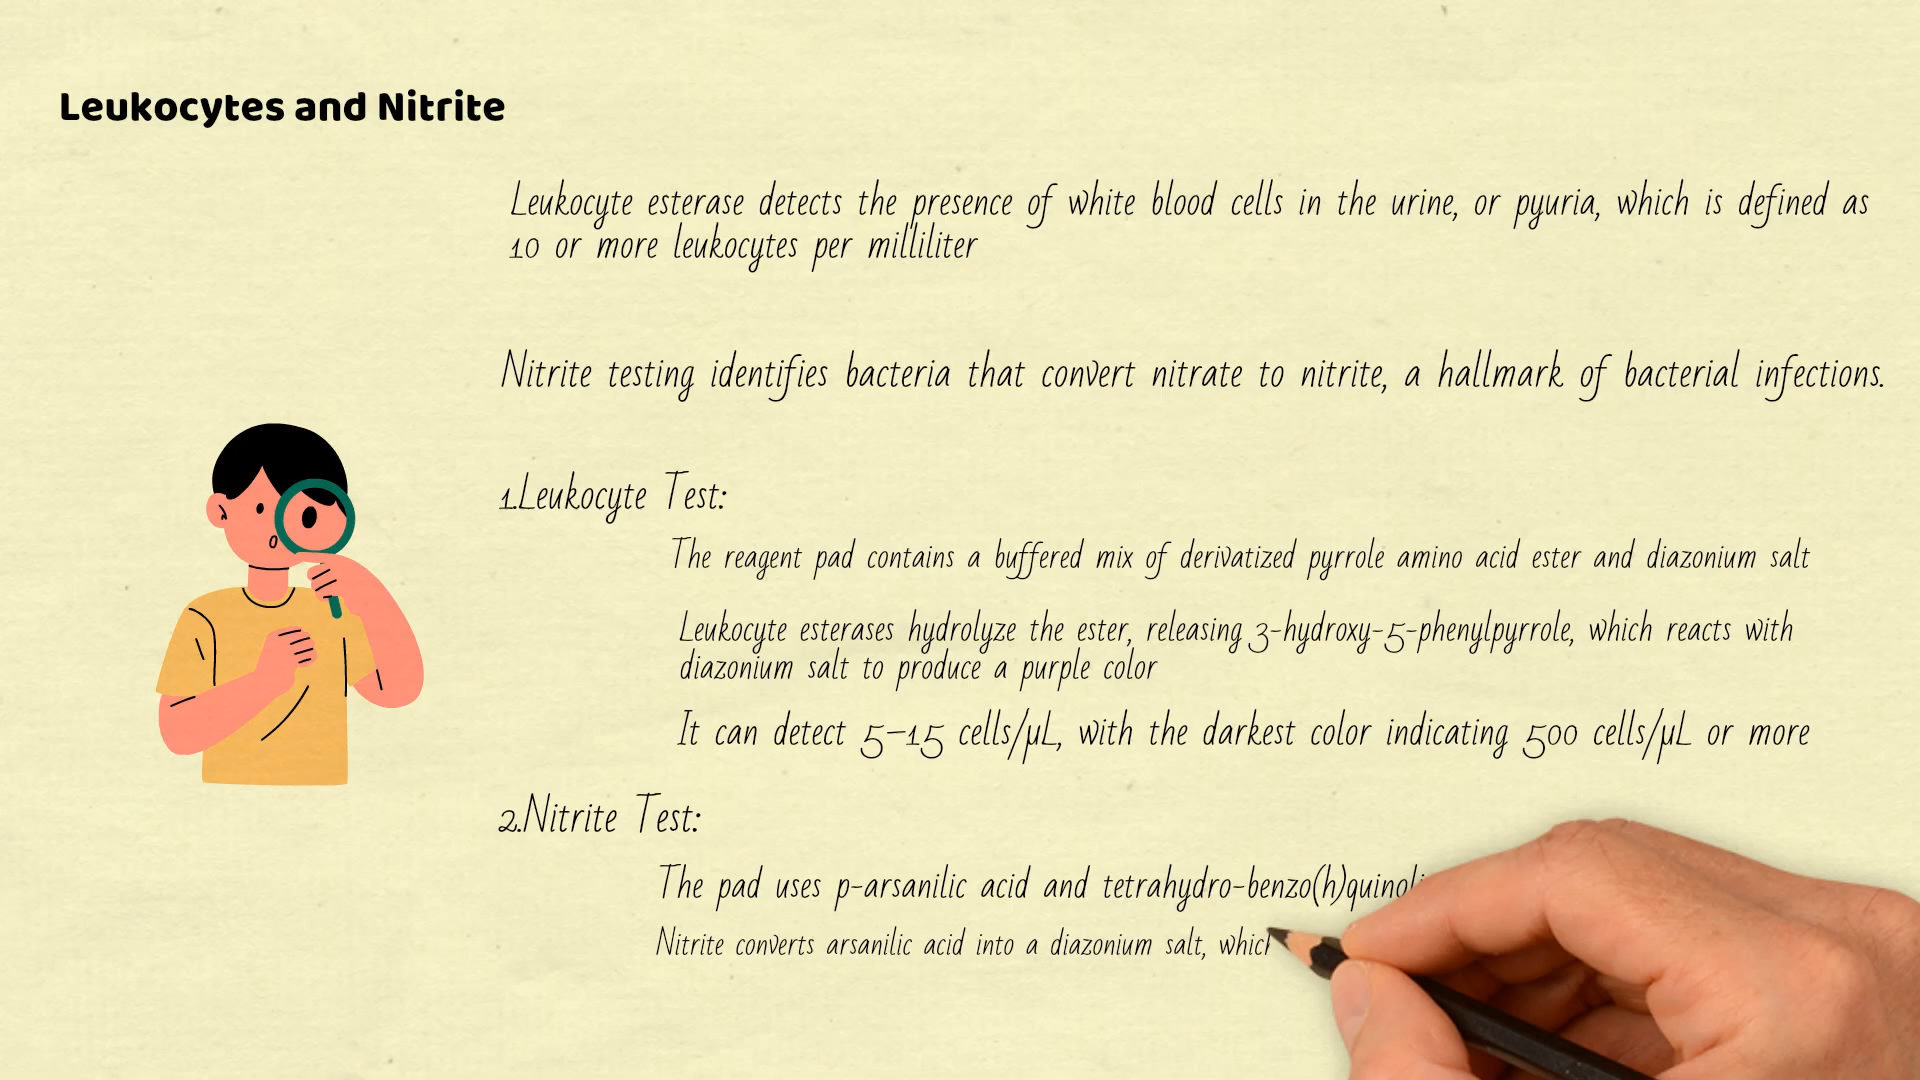 Leukocytes and Nitrite
Leukocyte esterase detects the presence of white blood cells in the urine, or pyuria, which is defined as
10 or more leukocytes per milliliter
Nitrite testing identifies bacteria that convert nitrate to nitrite, a hallmark of bacterial infections.
1.Leukocyte Test:
The reagent pad contains a buffered mix of derivatized pyrrole amino acid ester and diazonium salt
Leukocyte esterases hydrolyze the ester, releasing 3-hydroxy-5-phenylpyrrole, which reacts with
diazonium salt to produce a purple color
It can detect 5–15 cells/µL, with the darkest color indicating 500 cells/µL or more
2.Nitrite Test:
The pad uses p-arsanilic acid and
Nitrite converts arsanilic acid into a diazonium salt,